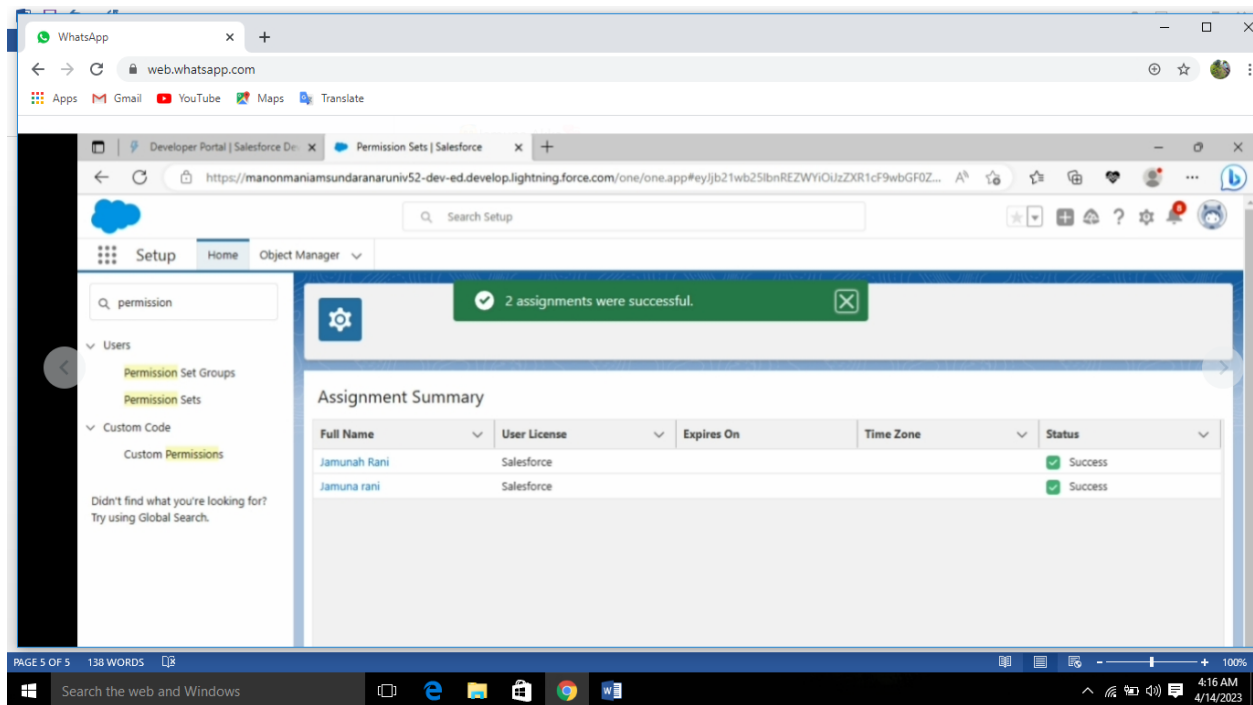 WhatsApp
web.whatsapp.com
Apps Gmail YouTube Maps Translate
Developer Portal | Salesforce De Permission Sets | Salesforce
https://manonmaniamsundaranaruniv52-dev-ed.develop.lightning.force.com/one/one.app#eyJjb21wb25lbnREZWYiOiJzZXR1cF9wbGF0Z...
Search Setup
Setup Home Object Manager
permission
2 assignments were successful.
Users
Permission Set Groups
Permission Sets
Custom Code
Custom Permissions
Didn't find what you're looking for?
Try using Global Search.
Assignment Summary
Full Name User License Expires On Time Zone Status
Jamunah Rani Salesforce Success
Jamuna rani Salesforce Success
PAGE 5 OF 5 138 WORDS 100%
Search the web and Windows
4:16 AM
4/14/2023